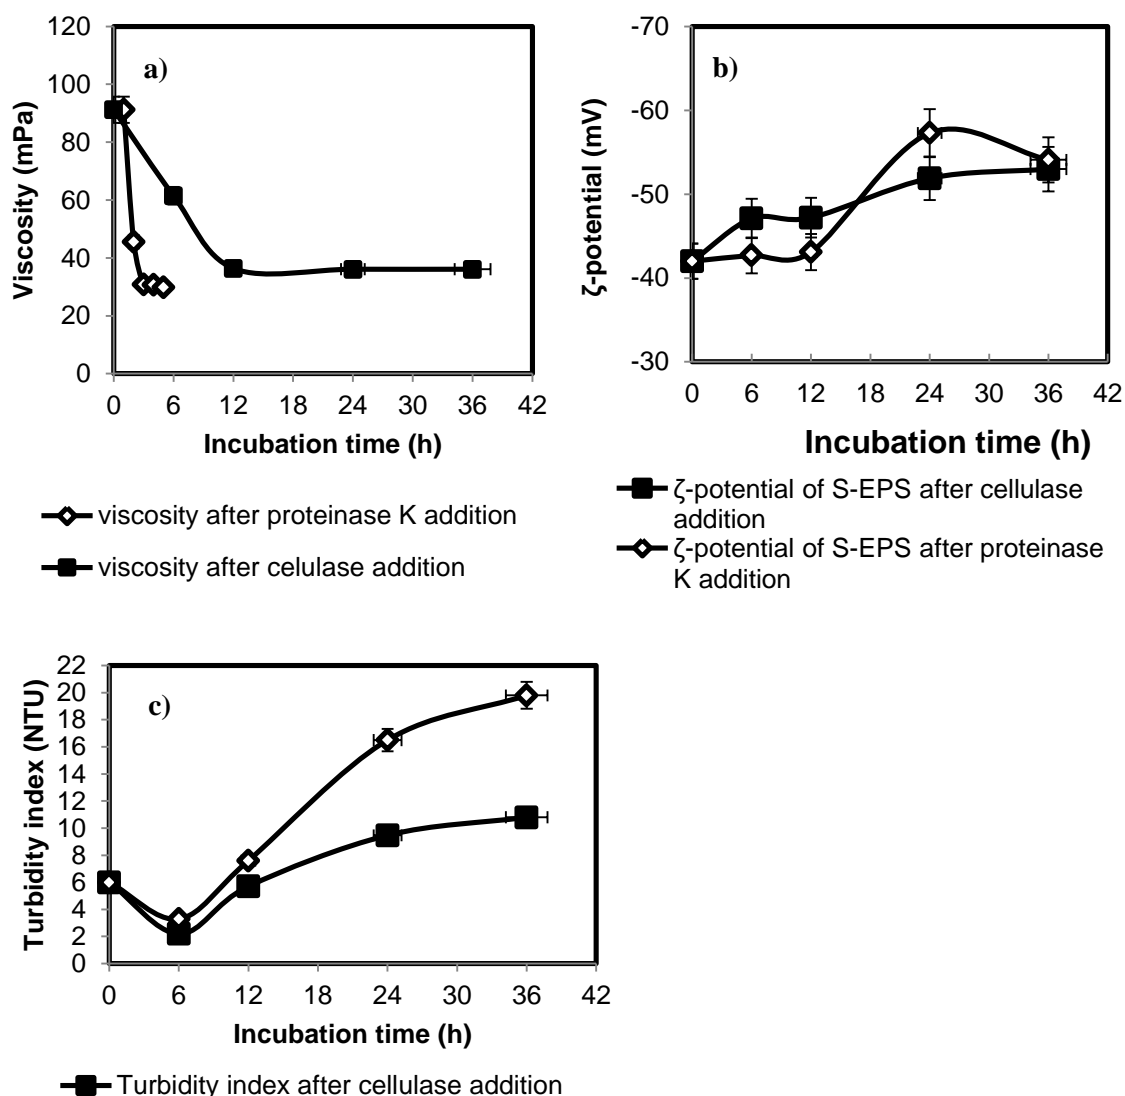 a)
Viscosity (mPa)
120
100
80
60
40
20
0
0 6 12 18 24 30 36 42
Incubation time (h)
viscosity after proteinase K addition
viscosity after celulase addition
b)
ζ-potential (mV)
-70
-60
-50
-40
-30
0 6 12 18 24 30 36 42
Incubation time (h)
ζ-potential of S-EPS after cellulase
addition
ζ-potential of S-EPS after proteinase
K addition
c)
Turbidity index (NTU)
22
20
18
16
14
12
10
8
6
4
2
0
0 6 12 18 24 30 36 42
Incubation time (h)
Turbidity index after cellulase addition